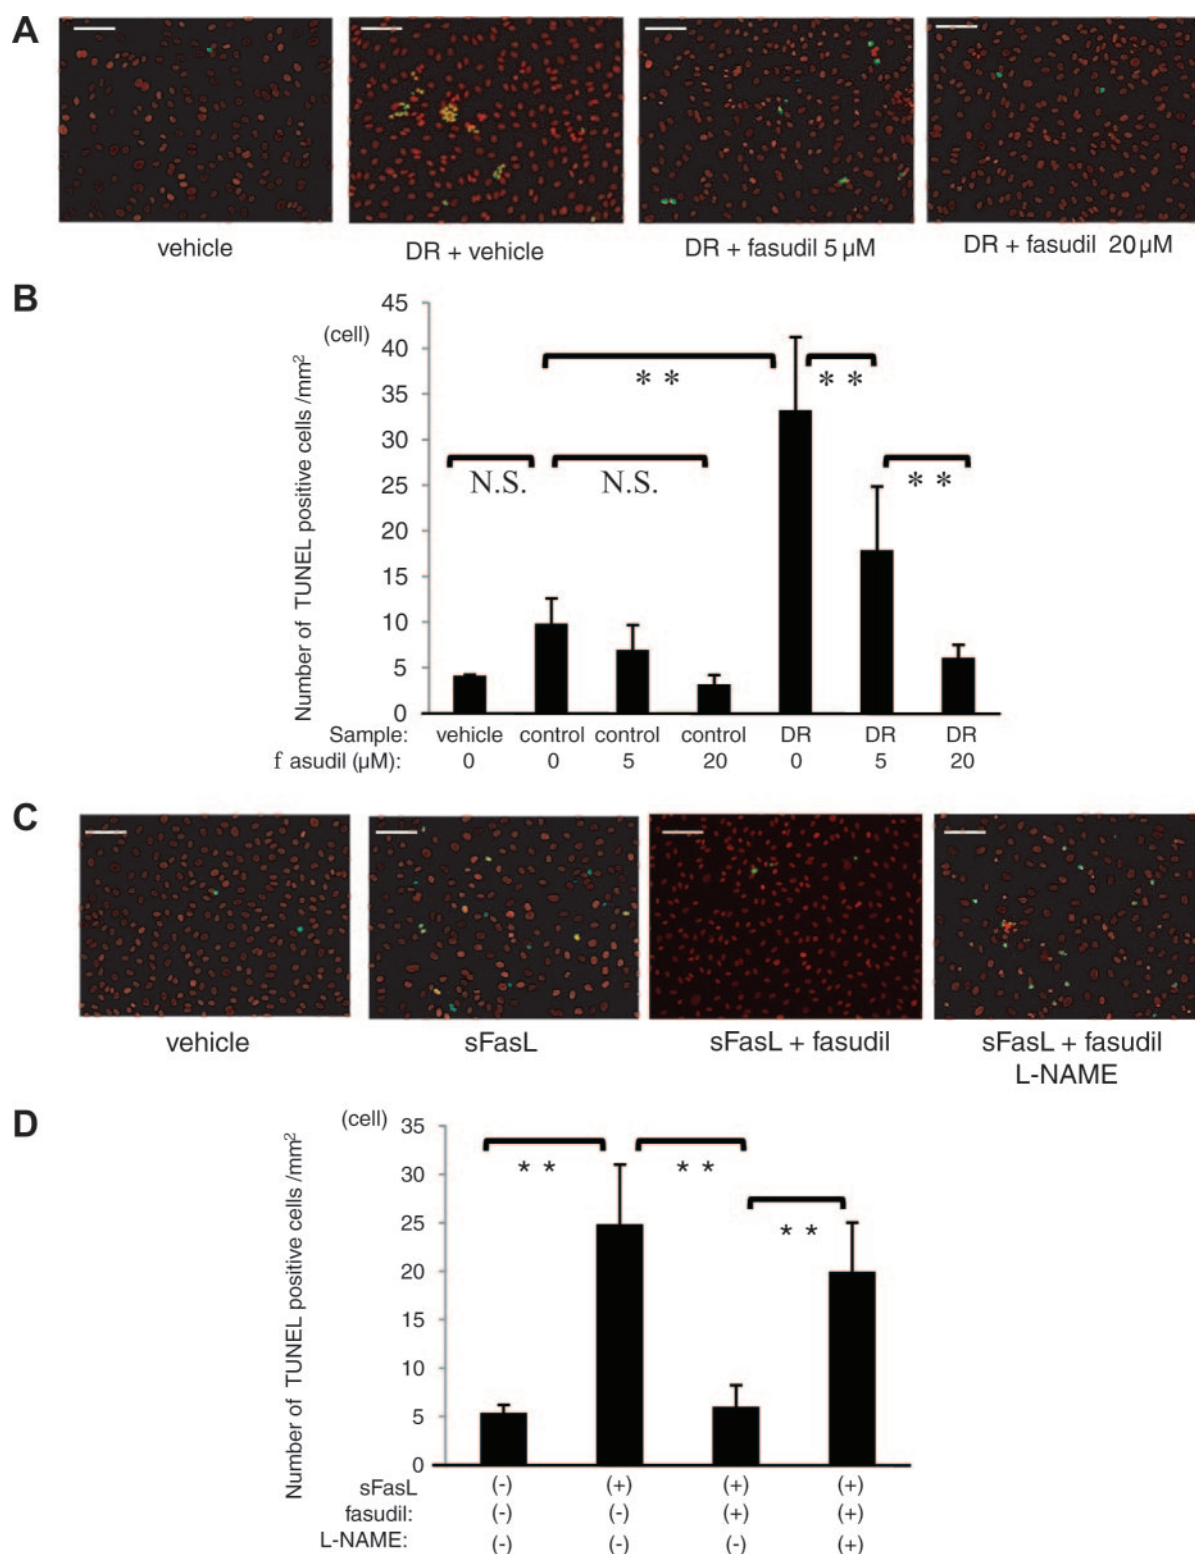 A
vehicle
DR + vehicle
DR + fasudil 5 µM
DR + fasudil 20 µM
B
Number of TUNEL positive cells /mm²
(cell)
45
40
35
30
25
20
15
10
5
0
* *
* *
N.S.
N.S.
* *
Sample: vehicle control control control DR DR DR
f asudil (µM): 0 0 5 20 0 5 20
C
vehicle
sFasL
sFasL + fasudil
sFasL + fasudil
L-NAME
D
Number of TUNEL positive cells /mm²
(cell)
35
30
25
20
15
10
5
0
* *
* *
* *
sFasL (-) (+) (+) (+)
fasudil: (-) (-) (+) (+)
L-NAME: (-) (-) (-) (+)